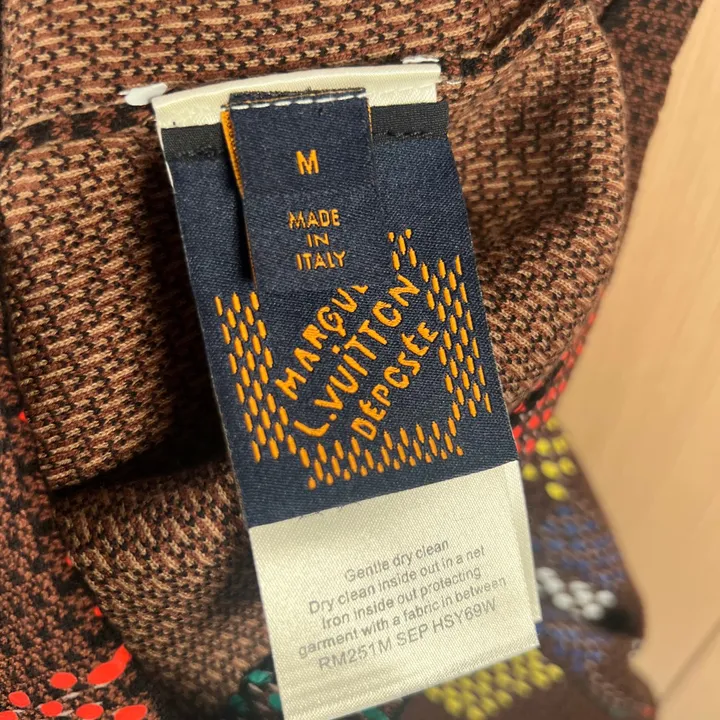 M
MADE
IN
ITALY
MARQUE
L.VUITTON
DÉPOSÉE
Gentle dry clean
Dry clean inside out in a net
Iron inside out protecting
garment with a fabric in between
RM251M SEP HSY69W